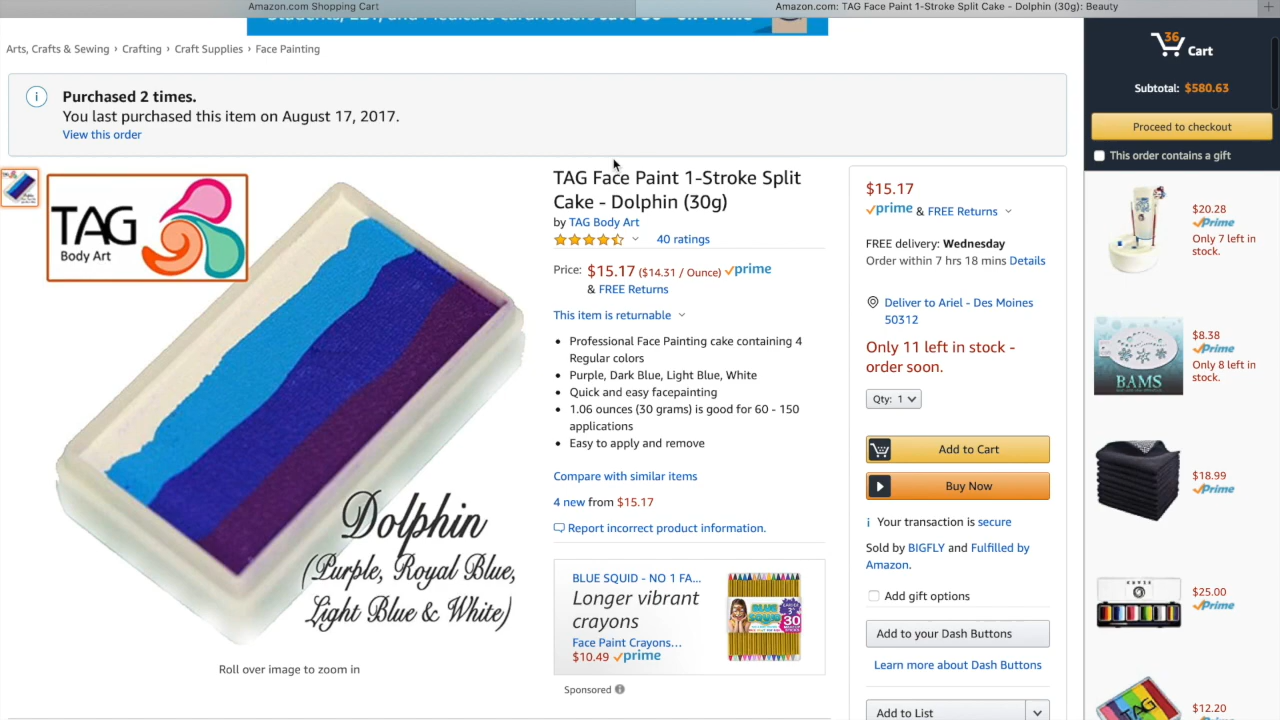 Amazon.com Shopping Cart
Amazon.com: TAG Face Paint 1-Stroke Split Cake - Dolphin (30g): Beauty
Arts, Crafts & Sewing › Crafting › Craft Supplies › Face Painting
Purchased 2 times.
You last purchased this item on August 17, 2017.
View this order
TAG
Body Art
Dolphin
(Purple, Royal Blue,
Light Blue & White)
Roll over image to zoom in
TAG Face Paint 1-Stroke Split
Cake - Dolphin (30g)
by TAG Body Art
40 ratings
Price: $15.17 ($14.31 / Ounce) prime
& FREE Returns
This item is returnable
• Professional Face Painting cake containing 4
Regular colors
• Purple, Dark Blue, Light Blue, White
• Quick and easy facepainting
• 1.06 ounces (30 grams) is good for 60 - 150
applications
• Easy to apply and remove
Compare with similar items
4 new from $15.17
Report incorrect product information.
BLUE SQUID - NO 1 FA...
Longer vibrant
crayons
Face Paint Crayons...
$10.49 prime
BLUE
SQUID
30
Sponsored
$15.17
prime & FREE Returns
FREE delivery: Wednesday
Order within 7 hrs 18 mins Details
Deliver to Ariel - Des Moines
50312
Only 11 left in stock -
order soon.
Qty: 1
Add to Cart
Buy Now
Your transaction is secure
Sold by BIGFLY and Fulfilled by
Amazon.
Add gift options
Add to your Dash Buttons
Learn more about Dash Buttons
Add to List
36
Cart
Subtotal: $580.63
Proceed to checkout
This order contains a gift
$20.28
prime
Only 7 left in
stock.
BAMS
$8.38
prime
Only 8 left in
stock.
$18.99
prime
$25.00
prime
TAG
$12.20